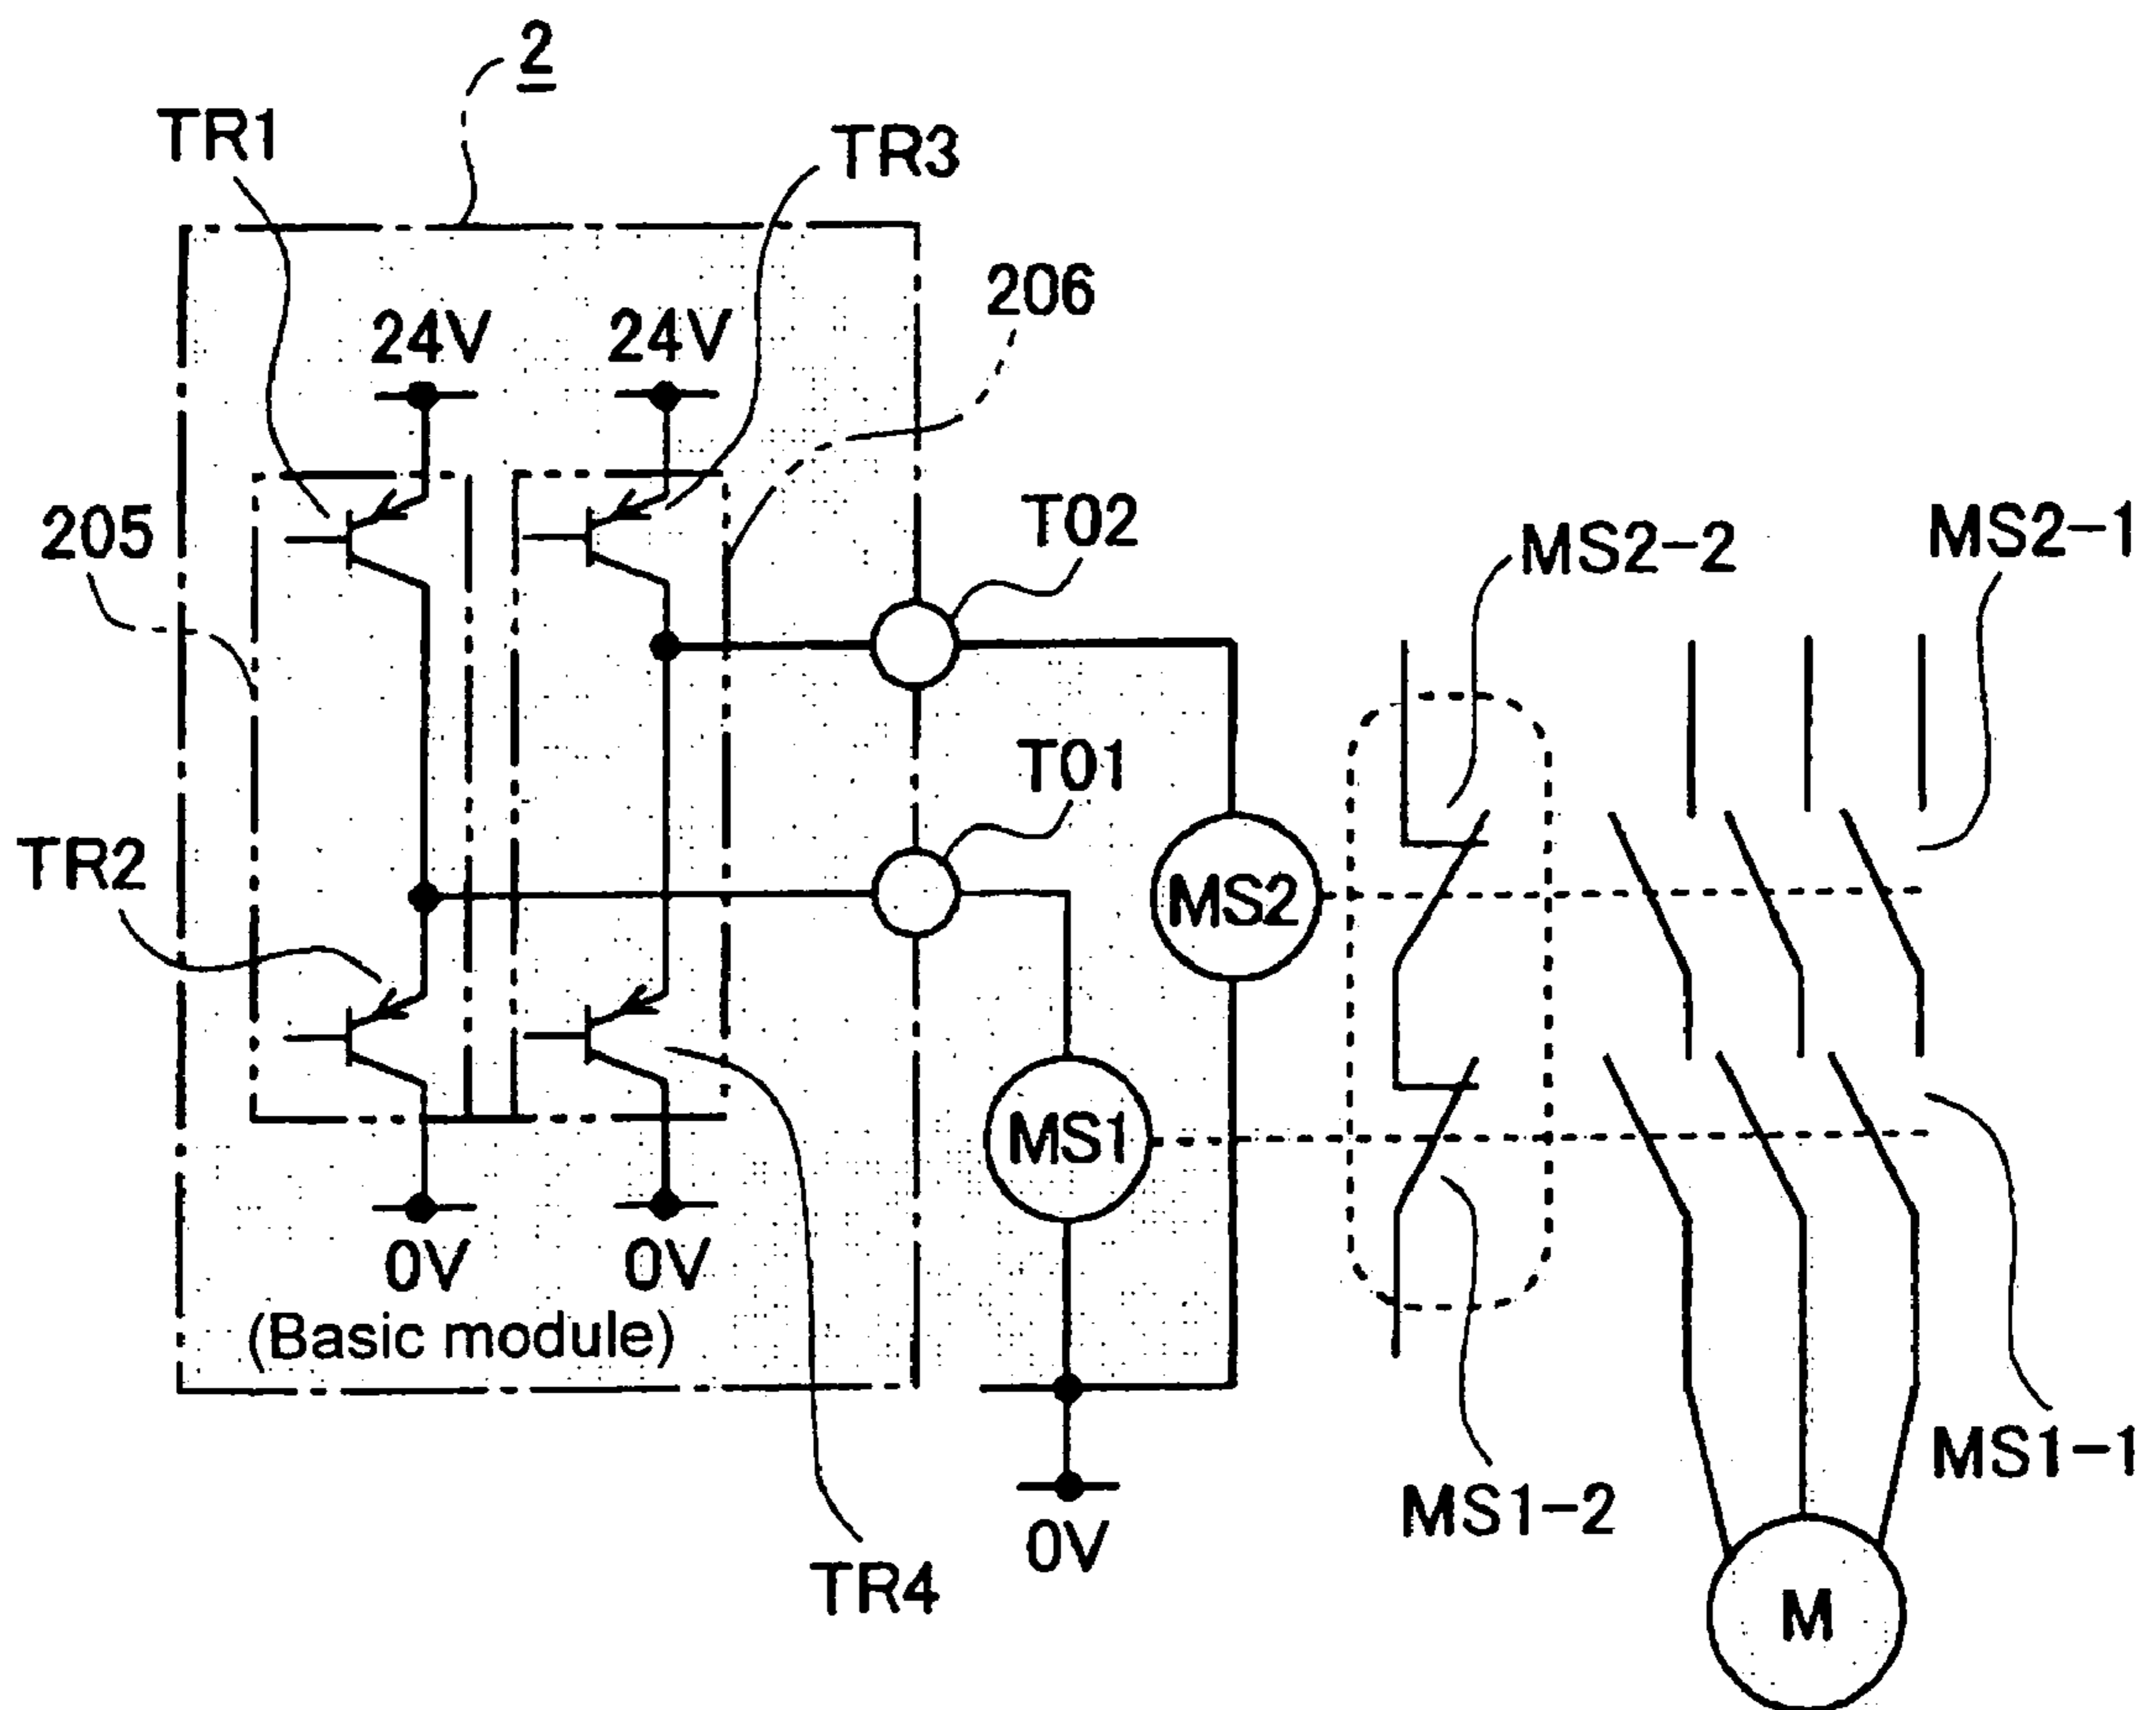 2
TR1
TR3
206
24V
24V
205
T02
MS2-2
MS2-1
T01
TR2
MS2
MS1
0V
0V
(Basic module)
MS1-1
MS1-2
0V
TR4
M